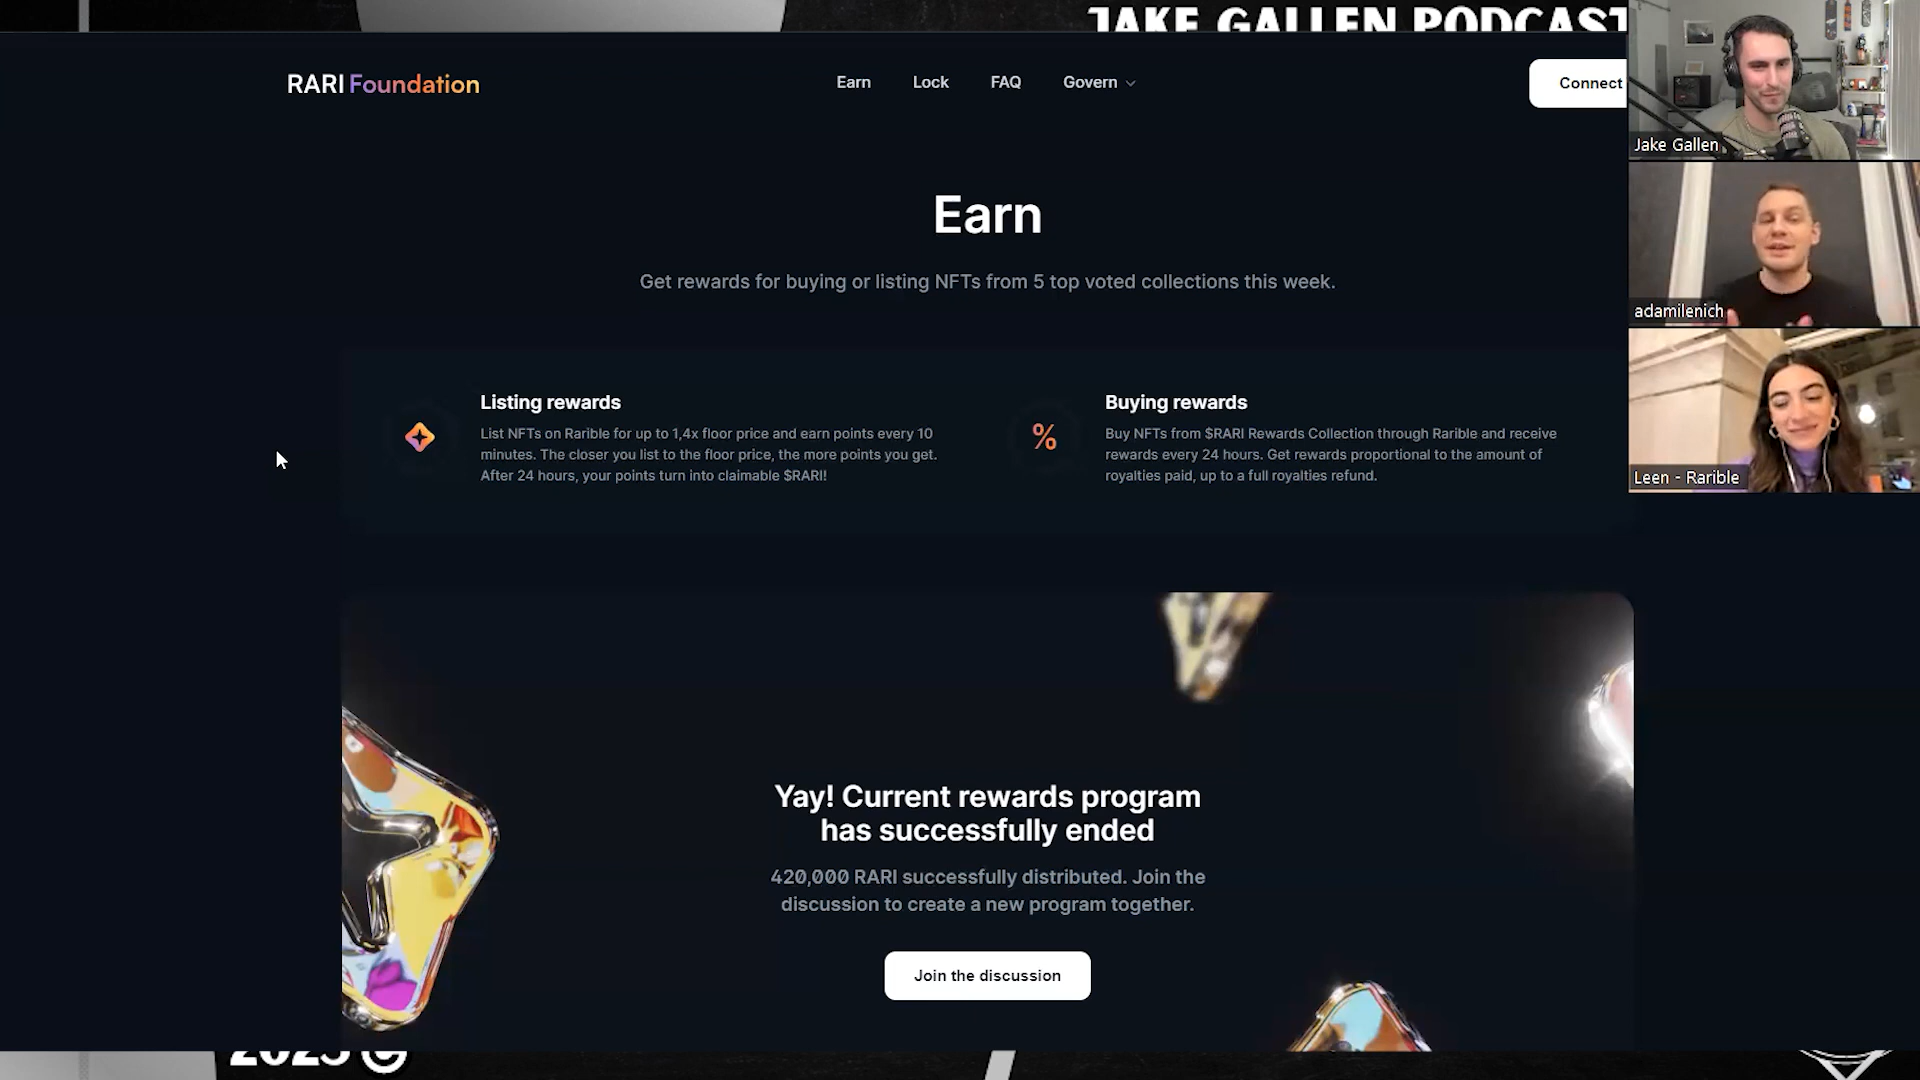 JAKE GALLEN PODCAST
RARI Foundation
Earn
Lock
FAQ
Govern
Connect
Jake Gallen
Earn
Get rewards for buying or listing NFTs from 5 top voted collections this week.
adamilenich
Listing rewards
List NFTs on Rarible for up to 1,4x floor price and earn points every 10
minutes. The closer you list to the floor price, the more points you get.
After 24 hours, your points turn into claimable $RARI!
%
Buying rewards
Buy NFTs from $RARI Rewards Collection through Rarible and receive
rewards every 24 hours. Get rewards proportional to the amount of
royalties paid, up to a full royalties refund.
Leen - Rarible
Yay! Current rewards program
has successfully ended
420,000 RARI successfully distributed. Join the
discussion to create a new program together.
Join the discussion
2023 ©